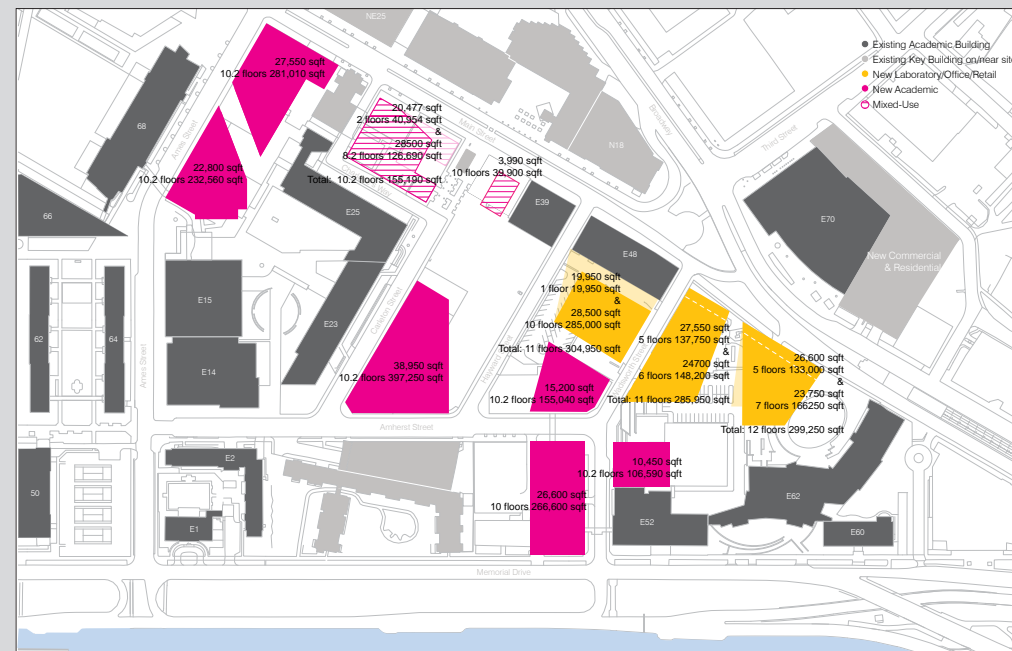 NE25
Existing Academic Building
Existing Key Building on/near site
New Laboratory/Office/Retail
New Academic
Mixed-Use
27,550 sqft
10.2 floors 281,010 sqft
68
Ames Street
20,477 sqft
2 floors 40,954 sqft
&
28500 sqft
8.2 floors 126,690 sqft
Total: 10.2 floors 155,190 sqft
Main Street
Broadway
N18
Third Street
3,990 sqft
10 floors 39,900 sqft
22,800 sqft
10.2 floors 232,560 sqft
66
E25
E39
E70
E48
New Commercial
& Residential
19,950 sqft
1 floor 19,950 sqft
&
28,500 sqft
10 floors 285,000 sqft
Total: 11 floors 304,950 sqft
E15
E23
Carleton Street
62
64
Ames Street
E14
27,550 sqft
5 floors 137,750 sqft
&
24700 sqft
6 floors 148,200 sqft
Total: 11 floors 285,950 sqft
26,600 sqft
5 floors 133,000 sqft
&
23,750 sqft
7 floors 166250 sqft
Total: 12 floors 299,250 sqft
38,950 sqft
10.2 floors 397,250 sqft
15,200 sqft
10.2 floors 155,040 sqft
Amherst Street
E2
10,450 sqft
10.2 floors 106,590 sqft
50
26,600 sqft
10 floors 266,600 sqft
E62
E1
E52
E60
Memorial Drive